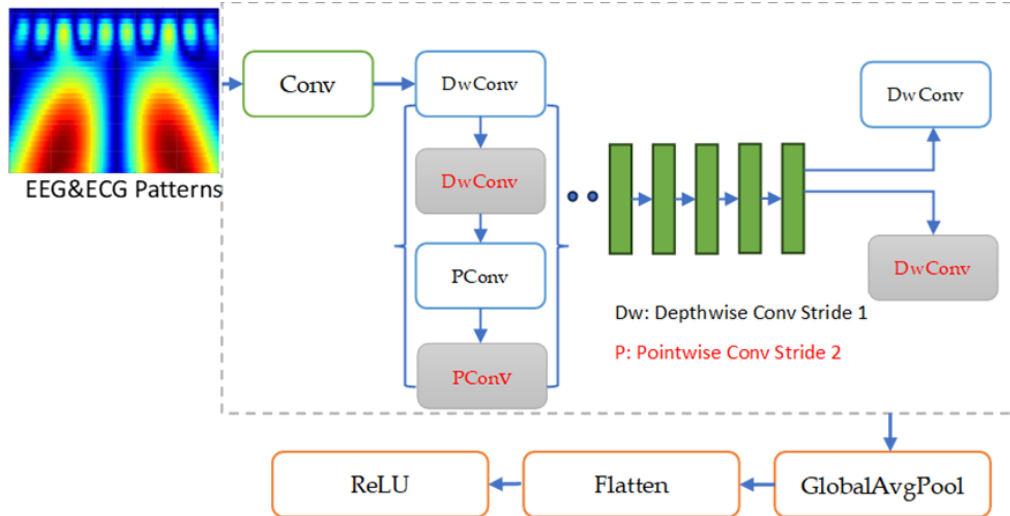 EEG&ECG Patterns
Conv
DwConv
DwConv
PConv
PConv
DwConv
DwConv
Dw: Depthwise Conv Stride 1
P: Pointwise Conv Stride 2
GlobalAvgPool
Flatten
ReLU